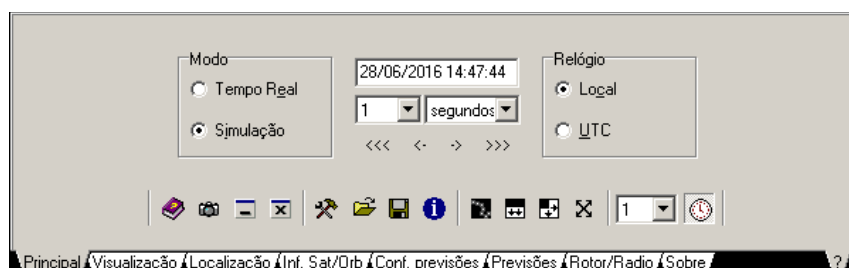 Modo
Tempo Real
Simulação
28/06/2016 14:47:44
1 segundos
<<< <- -> >>>
Relógio
Local
UTC
1
Principal Visualização Localização Inf. Sat/Orb Conf. previsões Previsões Rotor/Radio Sobre ?